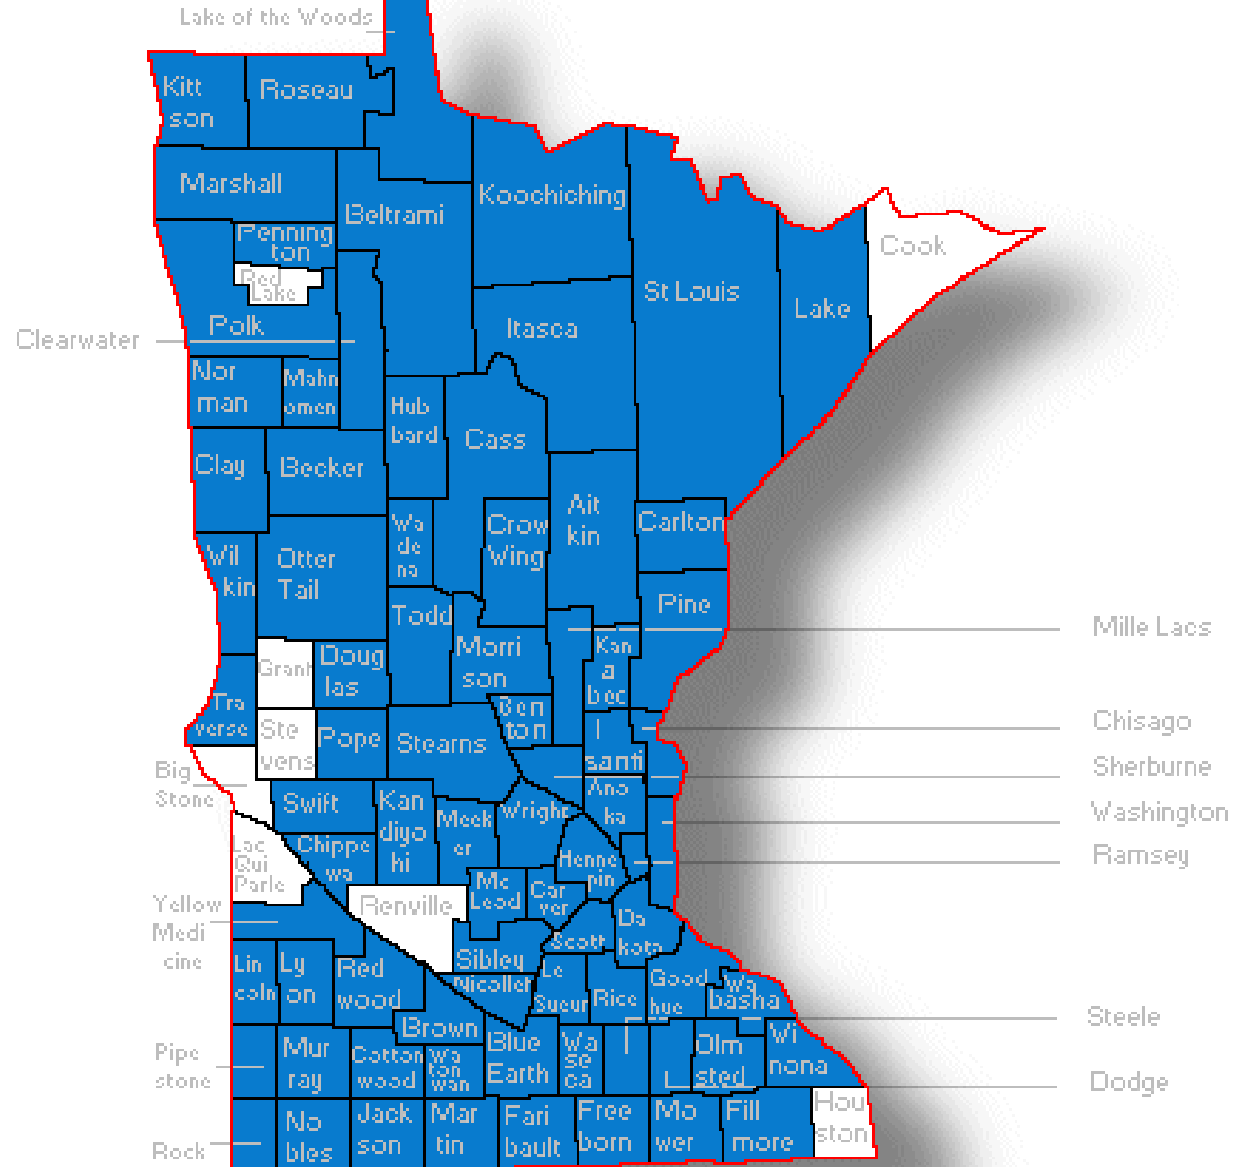 Lake of the Woods
Kitt
son
Roseau
Marshall
Beltrami
Koochiching
Penning
ton
Red
Lake
Cook
St Louis
Lake
Polk
Clearwater
Itasca
Nor
man
Mahn
omen
Hub
bard
Cass
Clay
Becker
Ait
kin
Carlton
Wa
de
na
Crow
Wing
Wil
kin
Otter
Tail
Todd
Pine
Mille Lacs
Morri
son
Kan
a
bec
Grant
Doug
las
Tra
verse
Ste
vens
Pope
Stearns
Ben
ton
I
santi
Chisago
Sherburne
Big
Stone
Swift
Kan
diyo
hi
Meek
er
Wright
Ano
ka
Washington
Ramsey
Lac
Qui
Parle
Chippe
wa
Henne
pin
Mc
Leod
Car
ver
Renville
Yellow
Medi
cine
Da
kota
Scott
Sibley
Lin
coln
Ly
on
Red
wood
Nicollet
Le
Sueur
Rice
Good
hue
Wa
basha
Brown
Steele
Pipe
stone
Mur
ray
Cotton
wood
Wa
ton
wan
Blue
Earth
Wa
se
ca
Olm
sted
Wi
nona
Dodge
Rock
No
bles
Jack
son
Mar
tin
Fari
bault
Free
born
Mo
wer
Fill
more
Hou
ston